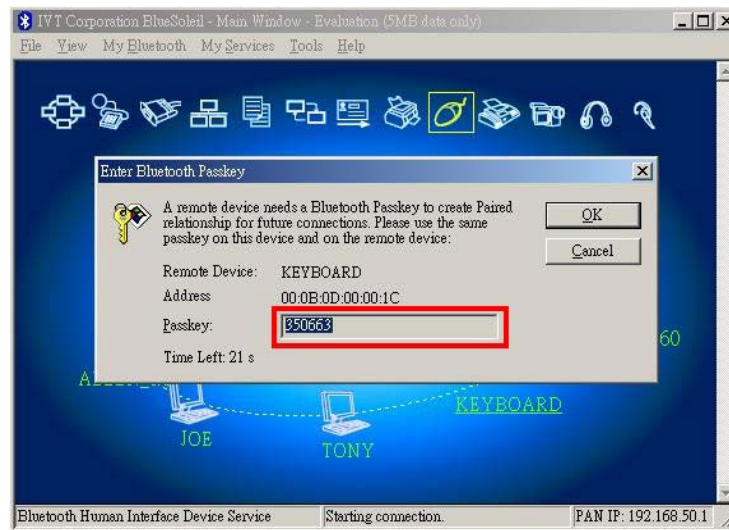 IVT Corporation BlueSoleil - Main Window - Evaluation (5MB data only)
File View My Bluetooth My Services Tools Help
Enter Bluetooth Passkey
A remote device needs a Bluetooth Passkey to create Paired
relationship for future connections. Please use the same
passkey on this device and on the remote device:
OK
Cancel
Remote Device: KEYBOARD
Address 00:0B:0D:00:00:1C
Passkey: 350663
Time Left: 21 s
60
KEYBOARD
JOE
TONY
Bluetooth Human Interface Device Service Starting connection. PAN IP: 192.168.50.1